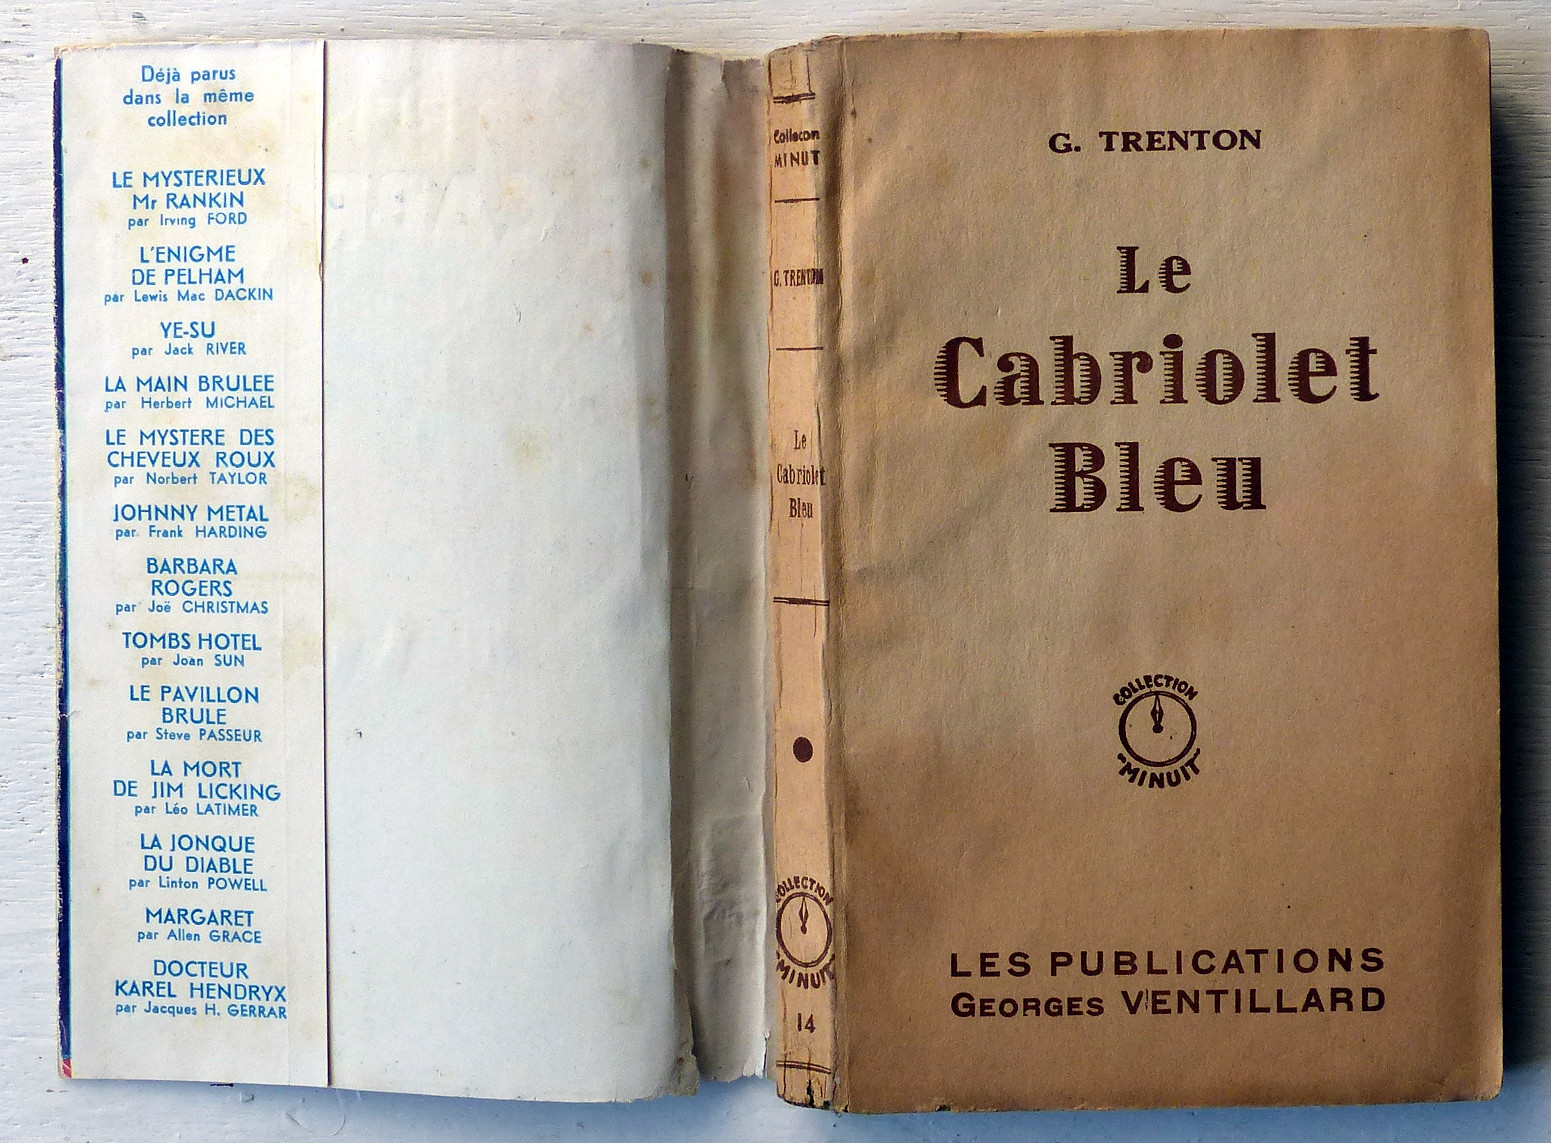 Déjà parus
dans la même
collection
LE MYSTERIEUX
Mr RANKIN
par Irving FORD
L'ENIGME
DE PELHAM
par Lewis Mac DACKIN
YE-SU
par Jack RIVER
LA MAIN BRULEE
par Herbert MICHAEL
LE MYSTERE DES
CHEVEUX ROUX
par Norbert TAYLOR
JOHNNY METAL
par Frank HARDING
BARBARA
ROGERS
par Joë CHRISTMAS
TOMBS HOTEL
par Joan SUN
LE PAVILLON
BRULE
par Steve PASSEUR
LA MORT
DE JIM LICKING
par Léo LATIMER
LA JONQUE
DU DIABLE
par Linton POWELL
MARGARET
par Allen GRACE
DOCTEUR
KAREL HENDRYX
par Jacques H. GERRAR
Collecon
MINUT
G. TRENTON
Le
Cabriolet
Bleu
COLLECTION
"MINUIT"
14
G. TRENTON
Le
Cabriolet
Bleu
COLLECTION
"MINUIT"
LES PUBLICATIONS
GEORGES VENTILLARD